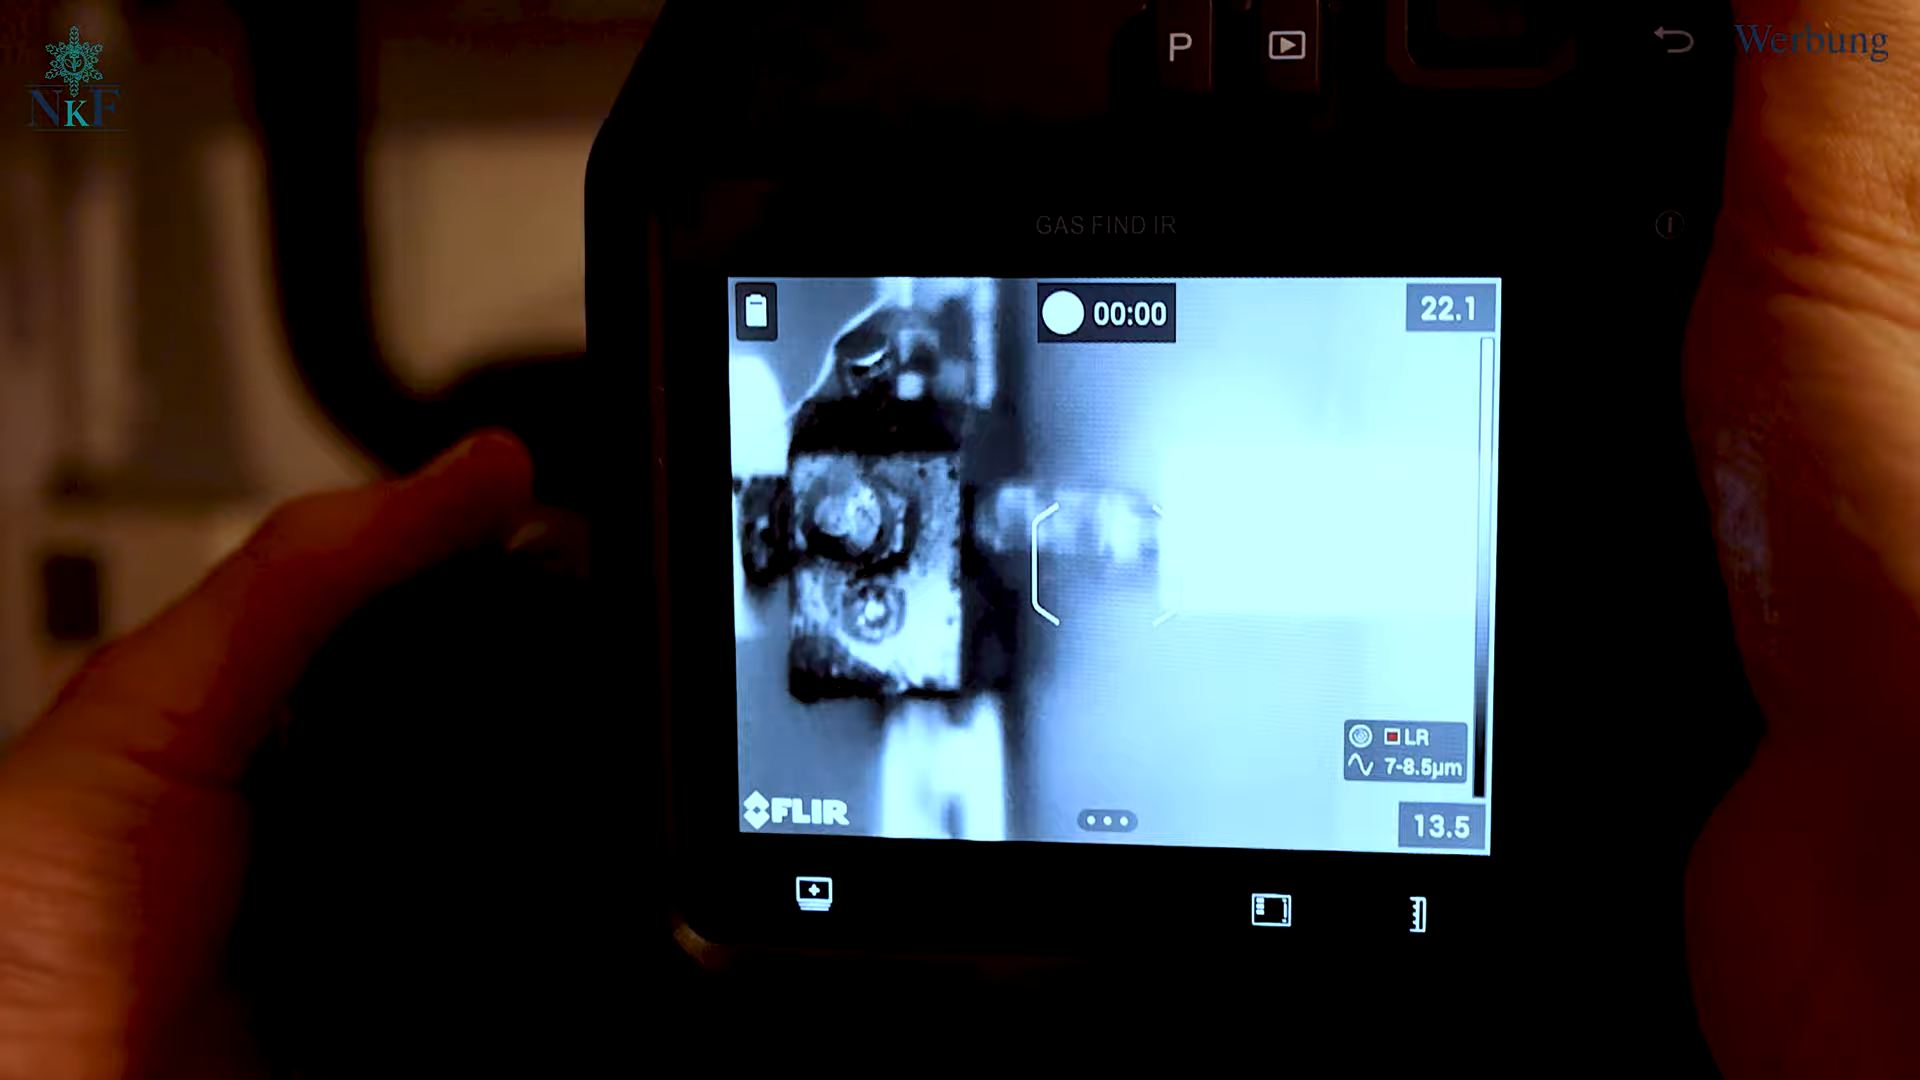 NKF
Werbung
P
GAS FIND IR
00:00
22.1
LR
7-8.5µm
13.5
FLIR